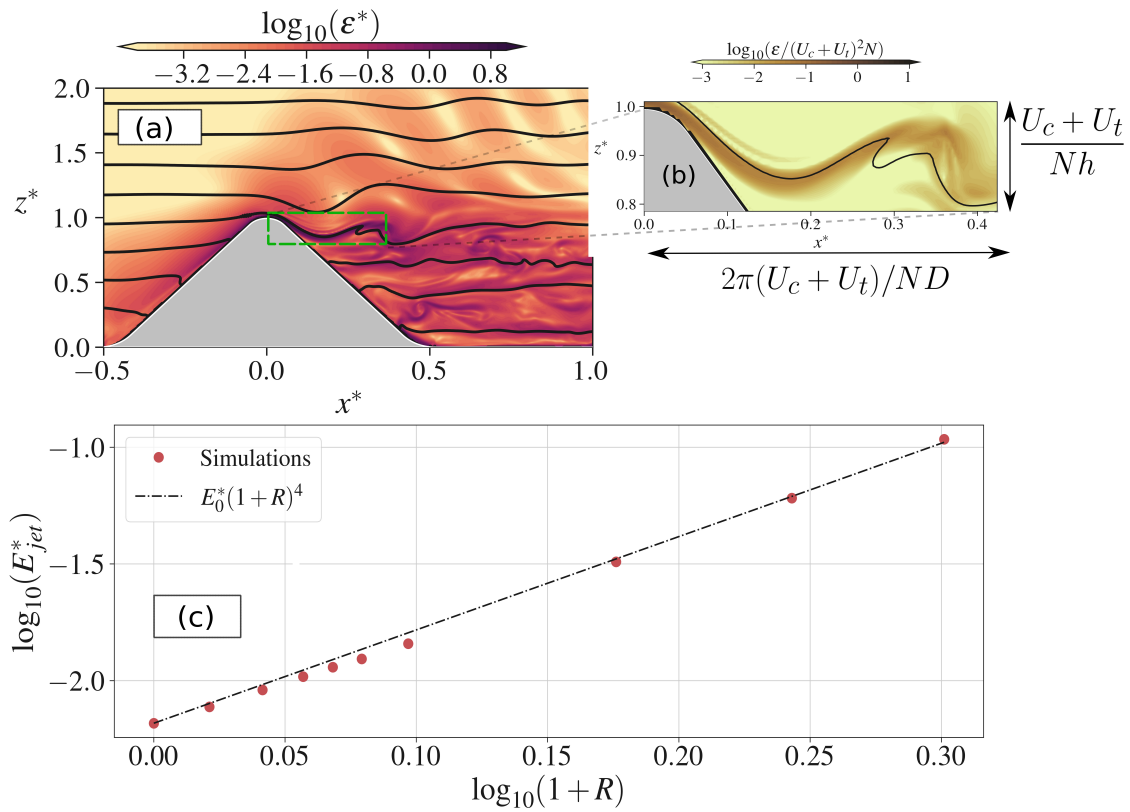 log₁₀(ε*)
−3.2 −2.4 −1.6 −0.8 0.0 0.8
(a)
2.0
1.5
1.0
0.5
0.0
z*
−0.5 0.0 0.5 1.0
x*
log₁₀(ε/(U_c + U_t)²N)
−3 −2 −1 0 1
(b)
1.0
0.9
0.8
z*
0.0 0.1 0.2 0.3 0.4
x*
(U_c + U_t)/Nh
2π(U_c + U_t)/ND
−1.0
−1.5
−2.0
log₁₀(E*_jet)
Simulations
E₀*(1 + R)⁴
(c)
0.00 0.05 0.10 0.15 0.20 0.25 0.30
log₁₀(1 + R)